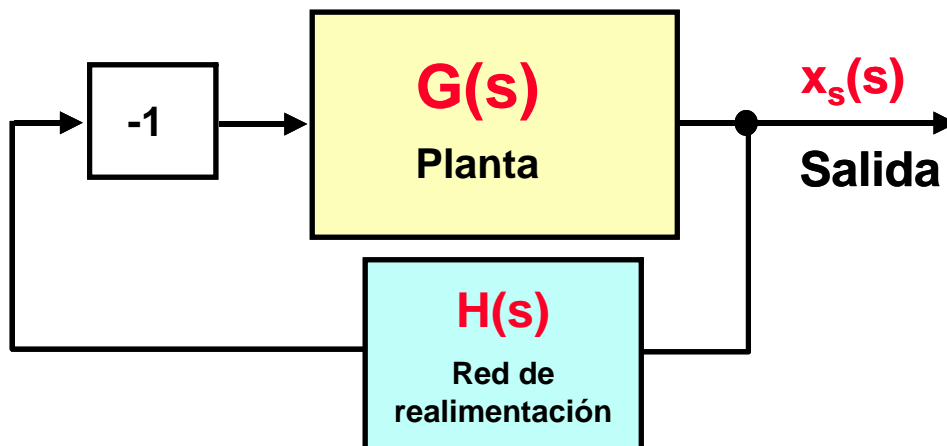 -1
G(s)
Planta
xs(s)
Salida
H(s)
Red de
realimentación